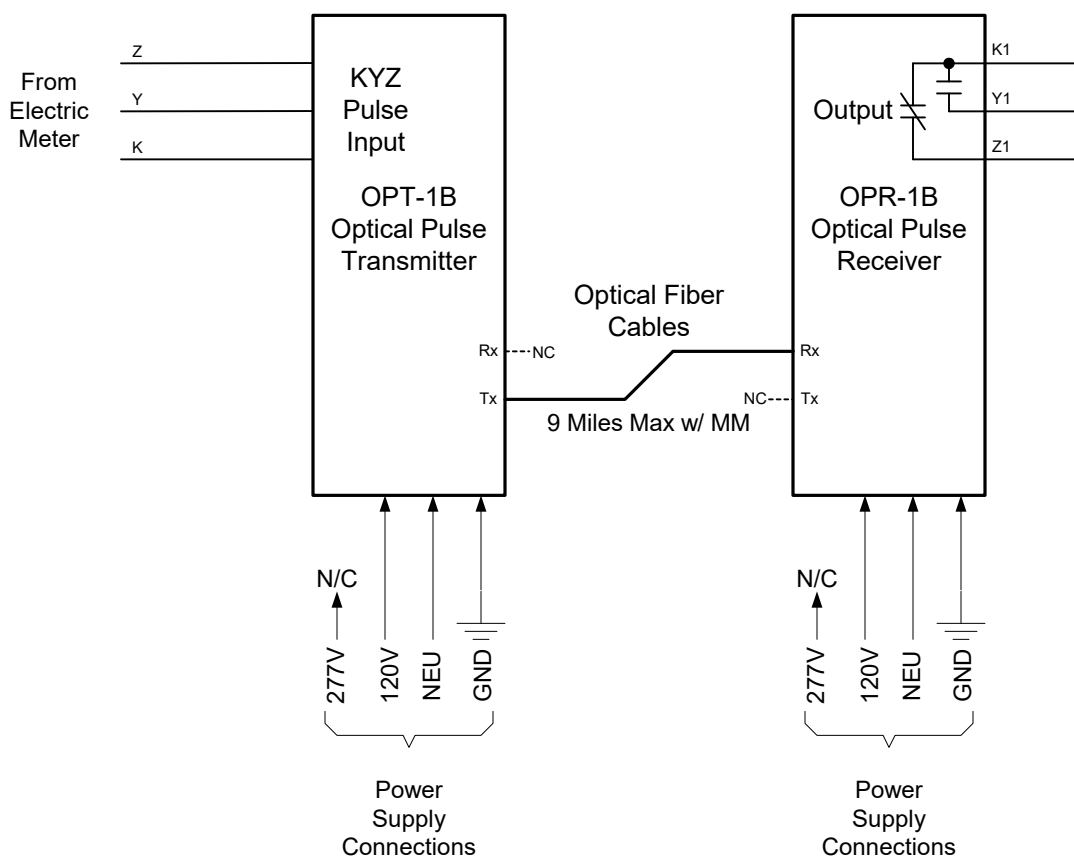 From
Electric
Meter
Z
Y
K
KYZ
Pulse
Input
OPT-1B
Optical Pulse
Transmitter
Rx
NC
Tx
Optical Fiber
Cables
9 Miles Max w/ MM
Output
K1
Y1
Z1
OPR-1B
Optical Pulse
Receiver
Rx
NC
Tx
N/C
277V
120V
NEU
GND
Power
Supply
Connections
N/C
277V
120V
NEU
GND
Power
Supply
Connections